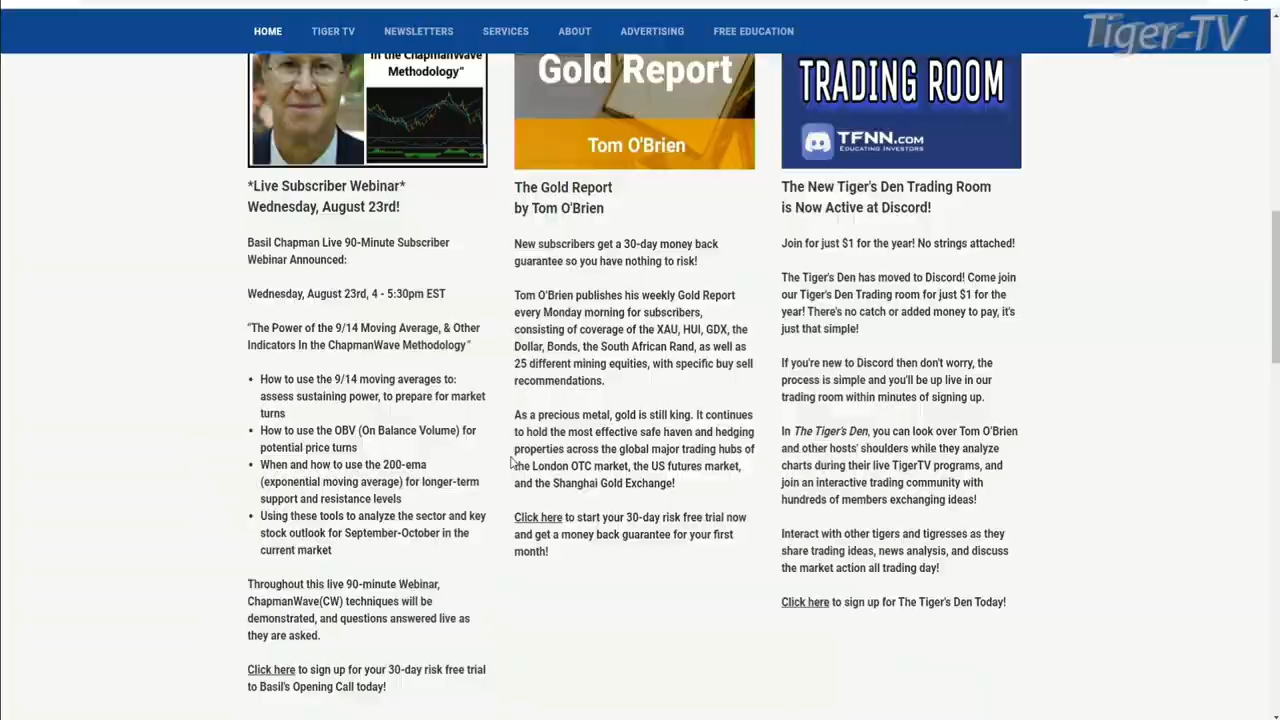 HOME TIGER TV NEWSLETTERS SERVICES ABOUT ADVERTISING FREE EDUCATION
Tiger-TV
in the ChapmanWave
Methodology"
*Live Subscriber Webinar*
Wednesday, August 23rd!
Basil Chapman Live 90-Minute Subscriber
Webinar Announced:
Wednesday, August 23rd, 4 - 5:30pm EST
"The Power of the 9/14 Moving Average, & Other
Indicators In the ChapmanWave Methodology"
• How to use the 9/14 moving averages to:
assess sustaining power, to prepare for market
turns
• How to use the OBV (On Balance Volume) for
potential price turns
• When and how to use the 200-ema
(exponential moving average) for longer-term
support and resistance levels
• Using these tools to analyze the sector and key
stock outlook for September-October in the
current market
Throughout this live 90-minute Webinar,
ChapmanWave(CW) techniques will be
demonstrated, and questions answered live as
they are asked.
Click here to sign up for your 30-day risk free trial
to Basil's Opening Call today!
Gold Report
Tom O'Brien
The Gold Report
by Tom O'Brien
New subscribers get a 30-day money back
guarantee so you have nothing to risk!
Tom O'Brien publishes his weekly Gold Report
every Monday morning for subscribers,
consisting of coverage of the XAU, HUI, GDX, the
Dollar, Bonds, the South African Rand, as well as
25 different mining equities, with specific buy sell
recommendations.
As a precious metal, gold is still king. It continues
to hold the most effective safe haven and hedging
properties across the global major trading hubs of
the London OTC market, the US futures market,
and the Shanghai Gold Exchange!
Click here to start your 30-day risk free trial now
and get a money back guarantee for your first
month!
TRADING ROOM
TFNN.COM
EDUCATING INVESTORS
The New Tiger's Den Trading Room
is Now Active at Discord!
Join for just $1 for the year! No strings attached!
The Tiger's Den has moved to Discord! Come join
our Tiger's Den Trading room for just $1 for the
year! There's no catch or added money to pay, it's
just that simple!
If you're new to Discord then don't worry, the
process is simple and you'll be up live in our
trading room within minutes of signing up.
In The Tiger's Den, you can look over Tom O'Brien
and other hosts' shoulders while they analyze
charts during their live TigerTV programs, and
join an interactive trading community with
hundreds of members exchanging ideas!
Interact with other tigers and tigresses as they
share trading ideas, news analysis, and discuss
the market action all trading day!
Click here to sign up for The Tiger's Den Today!